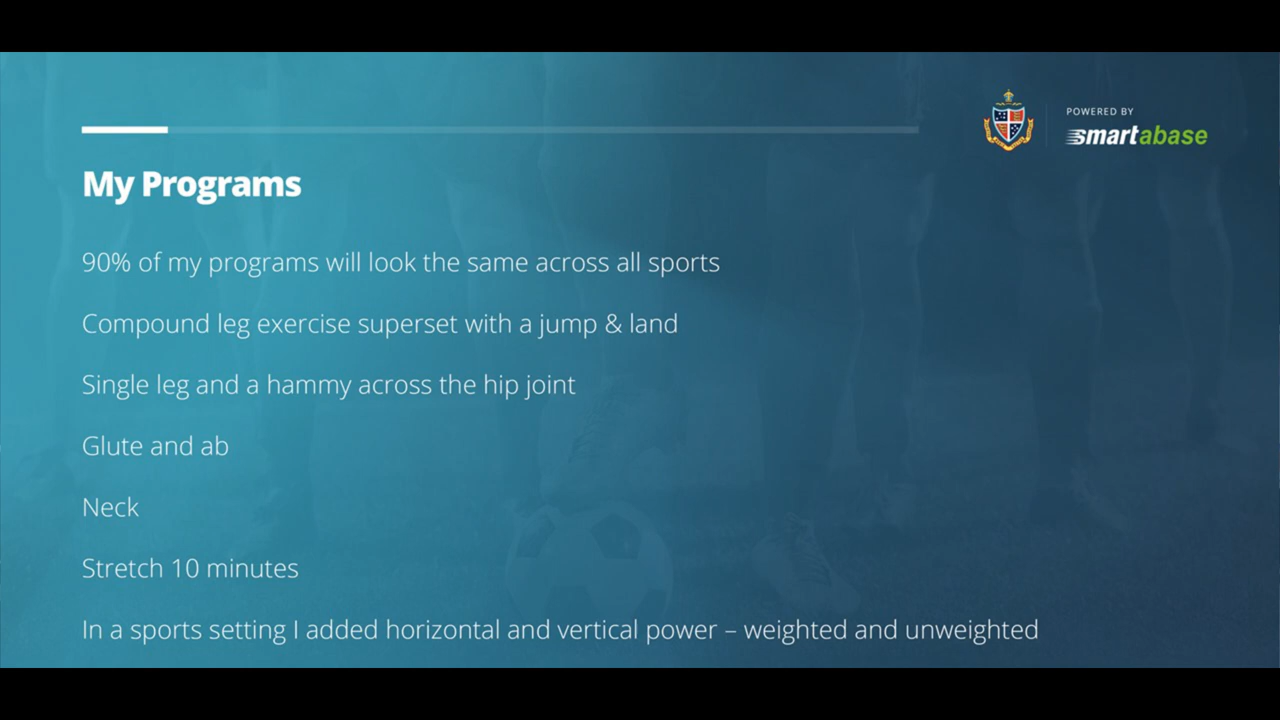 POWERED BY
smartabase
My Programs
90% of my programs will look the same across all sports
Compound leg exercise superset with a jump & land
Single leg and a hammy across the hip joint
Glute and ab
Neck
Stretch 10 minutes
In a sports setting I added horizontal and vertical power – weighted and unweighted